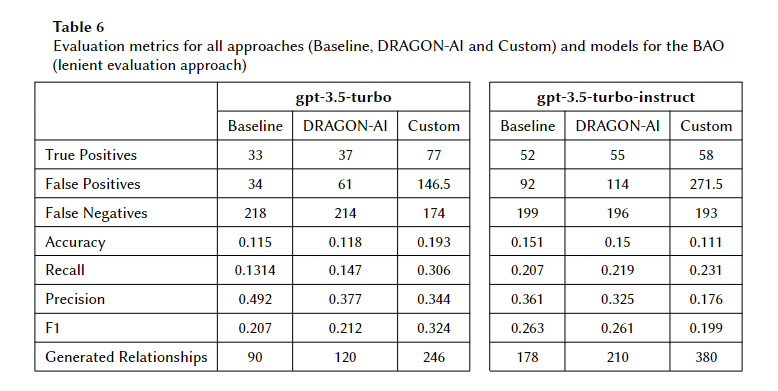 Table 6
Evaluation metrics for all approaches (Baseline, DRAGON-AI and Custom) and models for the BAO
(lenient evaluation approach)
gpt-3.5-turbo gpt-3.5-turbo-instruct
Baseline DRAGON-AI Custom Baseline DRAGON-AI Custom
True Positives 33 37 77 52 55 58
False Positives 34 61 146.5 92 114 271.5
False Negatives 218 214 174 199 196 193
Accuracy 0.115 0.118 0.193 0.151 0.15 0.111
Recall 0.1314 0.147 0.306 0.207 0.219 0.231
Precision 0.492 0.377 0.344 0.361 0.325 0.176
F1 0.207 0.212 0.324 0.263 0.261 0.199
Generated Relationships 90 120 246 178 210 380